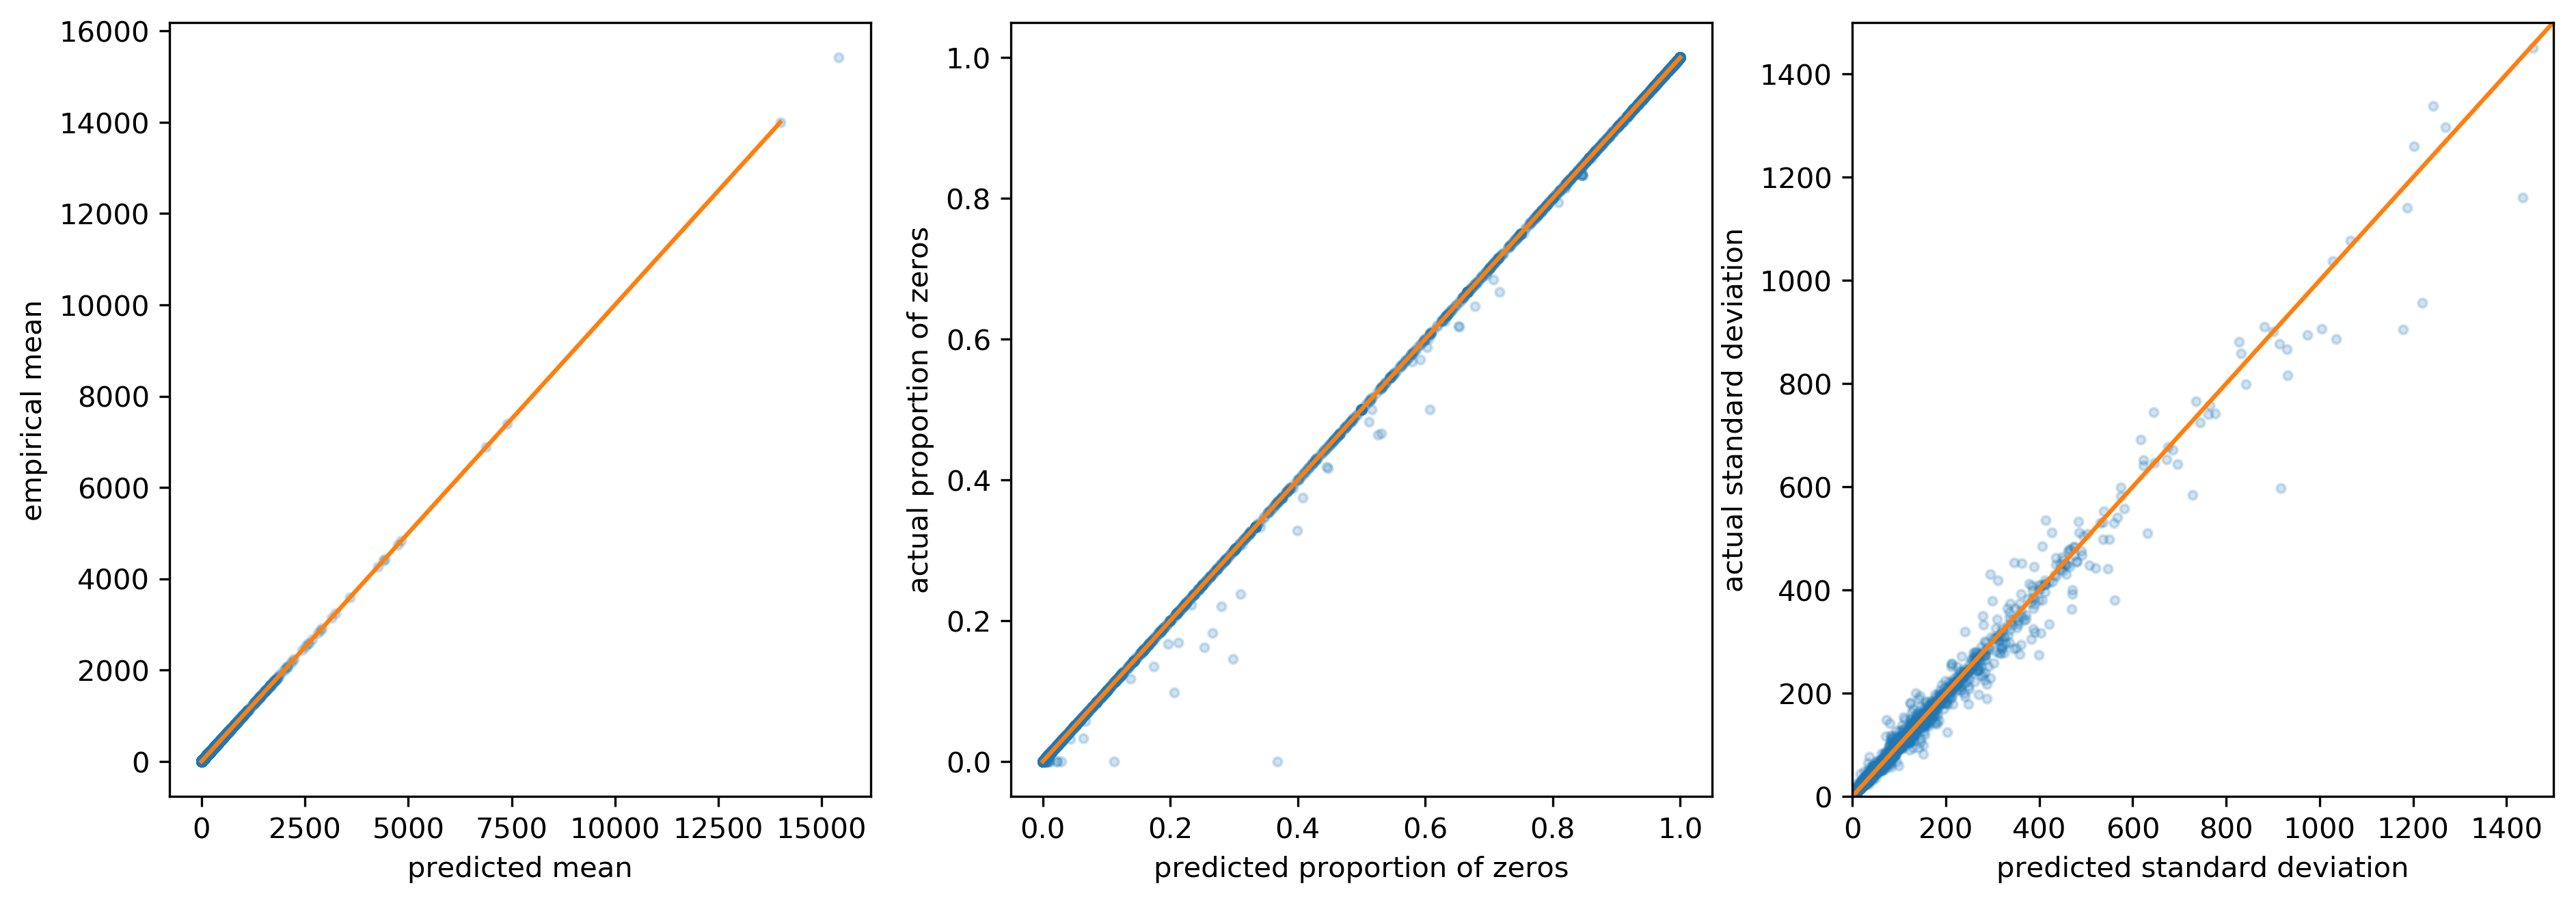 16000
14000
12000
10000
8000
6000
4000
2000
0
empirical mean
0 2500 5000 7500 10000 12500 15000
predicted mean
1.0
0.8
0.6
0.4
0.2
0.0
actual proportion of zeros
0.0 0.2 0.4 0.6 0.8 1.0
predicted proportion of zeros
1400
1200
1000
800
600
400
200
0
actual standard deviation
0 200 400 600 800 1000 1200 1400
predicted standard deviation